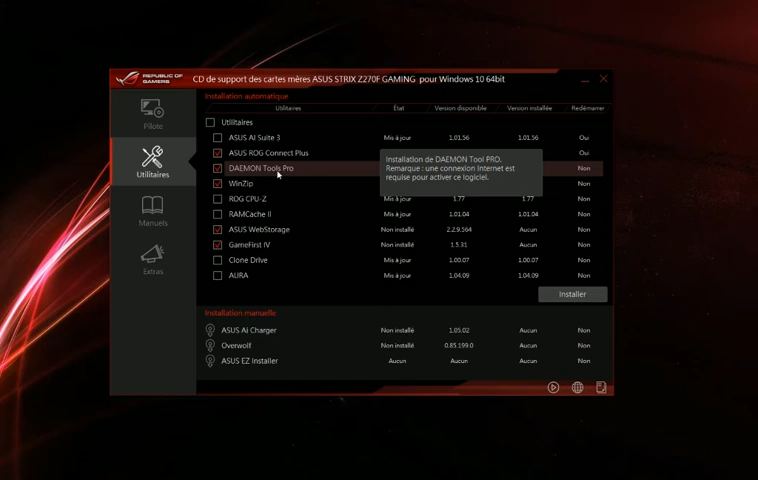 REPUBLIC OF
GAMERS
CD de support des cartes mères ASUS STRIX Z270F GAMING pour Windows 10 64bit
Pilote
Utilitaires
Manuels
Extras
Installation automatique
Utilitaires État Version disponible Version installée Redémarrer
Utilitaires
ASUS AI Suite 3 Mis à jour 1.01.56 1.01.56 Oui
ASUS ROG Connect Plus Oui
DAEMON Tools Pro Non
Installation de DAEMON Tool PRO.
Remarque : une connexion Internet est
requise pour activer ce logiciel.
WinZip Non
ROG CPU-Z Mis à jour 1.77 1.77 Non
RAMCache II Mis à jour 1.01.04 1.01.04 Non
ASUS WebStorage Non installé 2.2.9.564 Aucun Non
GameFirst IV Non installé 1.5.31 Aucun Non
Clone Drive Mis à jour 1.00.07 1.00.07 Non
AURA Mis à jour 1.04.09 1.04.09 Non
Installer
Installation manuelle
ASUS Ai Charger Non installé 1.05.02 Aucun Non
Overwolf Non installé 0.85.199.0 Aucun Non
ASUS EZ Installer Aucun Aucun Aucun Non